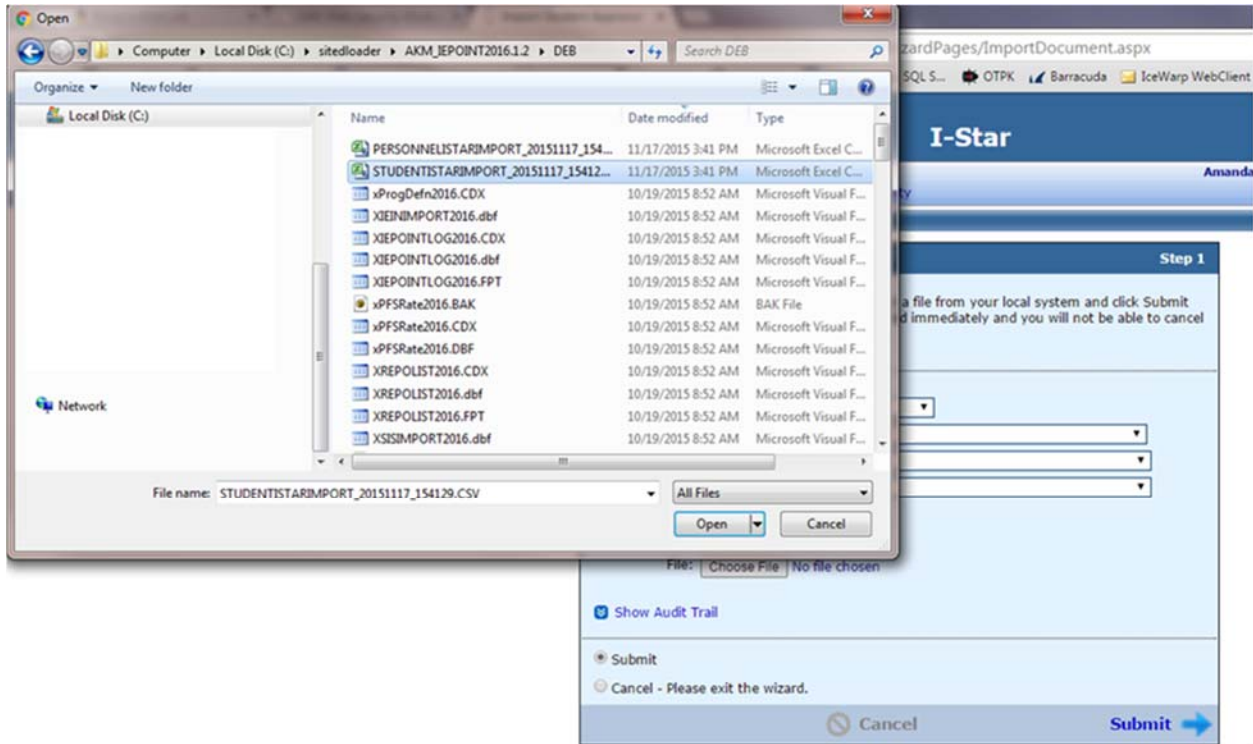 Open
Computer ▸ Local Disk (C:) ▸ sitedloader ▸ AKM_IEPOINT2016.1.2 ▸ DEB
Search DEB
Organize
New folder
Local Disk (C:)
Network
Name Date modified Type
PERSONNELISTARIMPORT_20151117_154... 11/17/2015 3:41 PM Microsoft Excel C...
STUDENTISTARIMPORT_20151117_15412... 11/17/2015 3:41 PM Microsoft Excel C...
xProgDefn2016.CDX 10/19/2015 8:52 AM Microsoft Visual F...
XIEINIMPORT2016.dbf 10/19/2015 8:52 AM Microsoft Visual F...
XIEPOINTLOG2016.CDX 10/19/2015 8:52 AM Microsoft Visual F...
XIEPOINTLOG2016.dbf 10/19/2015 8:52 AM Microsoft Visual F...
XIEPOINTLOG2016.FPT 10/19/2015 8:52 AM Microsoft Visual F...
xPFSRate2016.BAK 10/19/2015 8:52 AM BAK File
xPFSRate2016.CDX 10/19/2015 8:52 AM Microsoft Visual F...
xPFSRate2016.DBF 10/19/2015 8:52 AM Microsoft Visual F...
XREPOLIST2016.CDX 10/19/2015 8:52 AM Microsoft Visual F...
XREPOLIST2016.dbf 10/19/2015 8:52 AM Microsoft Visual F...
XREPOLIST2016.FPT 10/19/2015 8:52 AM Microsoft Visual F...
XSISIMPORT2016.dbf 10/19/2015 8:52 AM Microsoft Visual F...
File name: STUDENTISTARIMPORT_20151117_154129.CSV
All Files
Open Cancel
zardPages/ImportDocument.aspx
SQL S... OTPK Barracuda IceWarp WebClient
I-Star
Amanda
ty
Step 1
a file from your local system and click Submit
d immediately and you will not be able to cancel
File: Choose File No file chosen
Show Audit Trail
Submit
Cancel - Please exit the wizard.
Cancel Submit